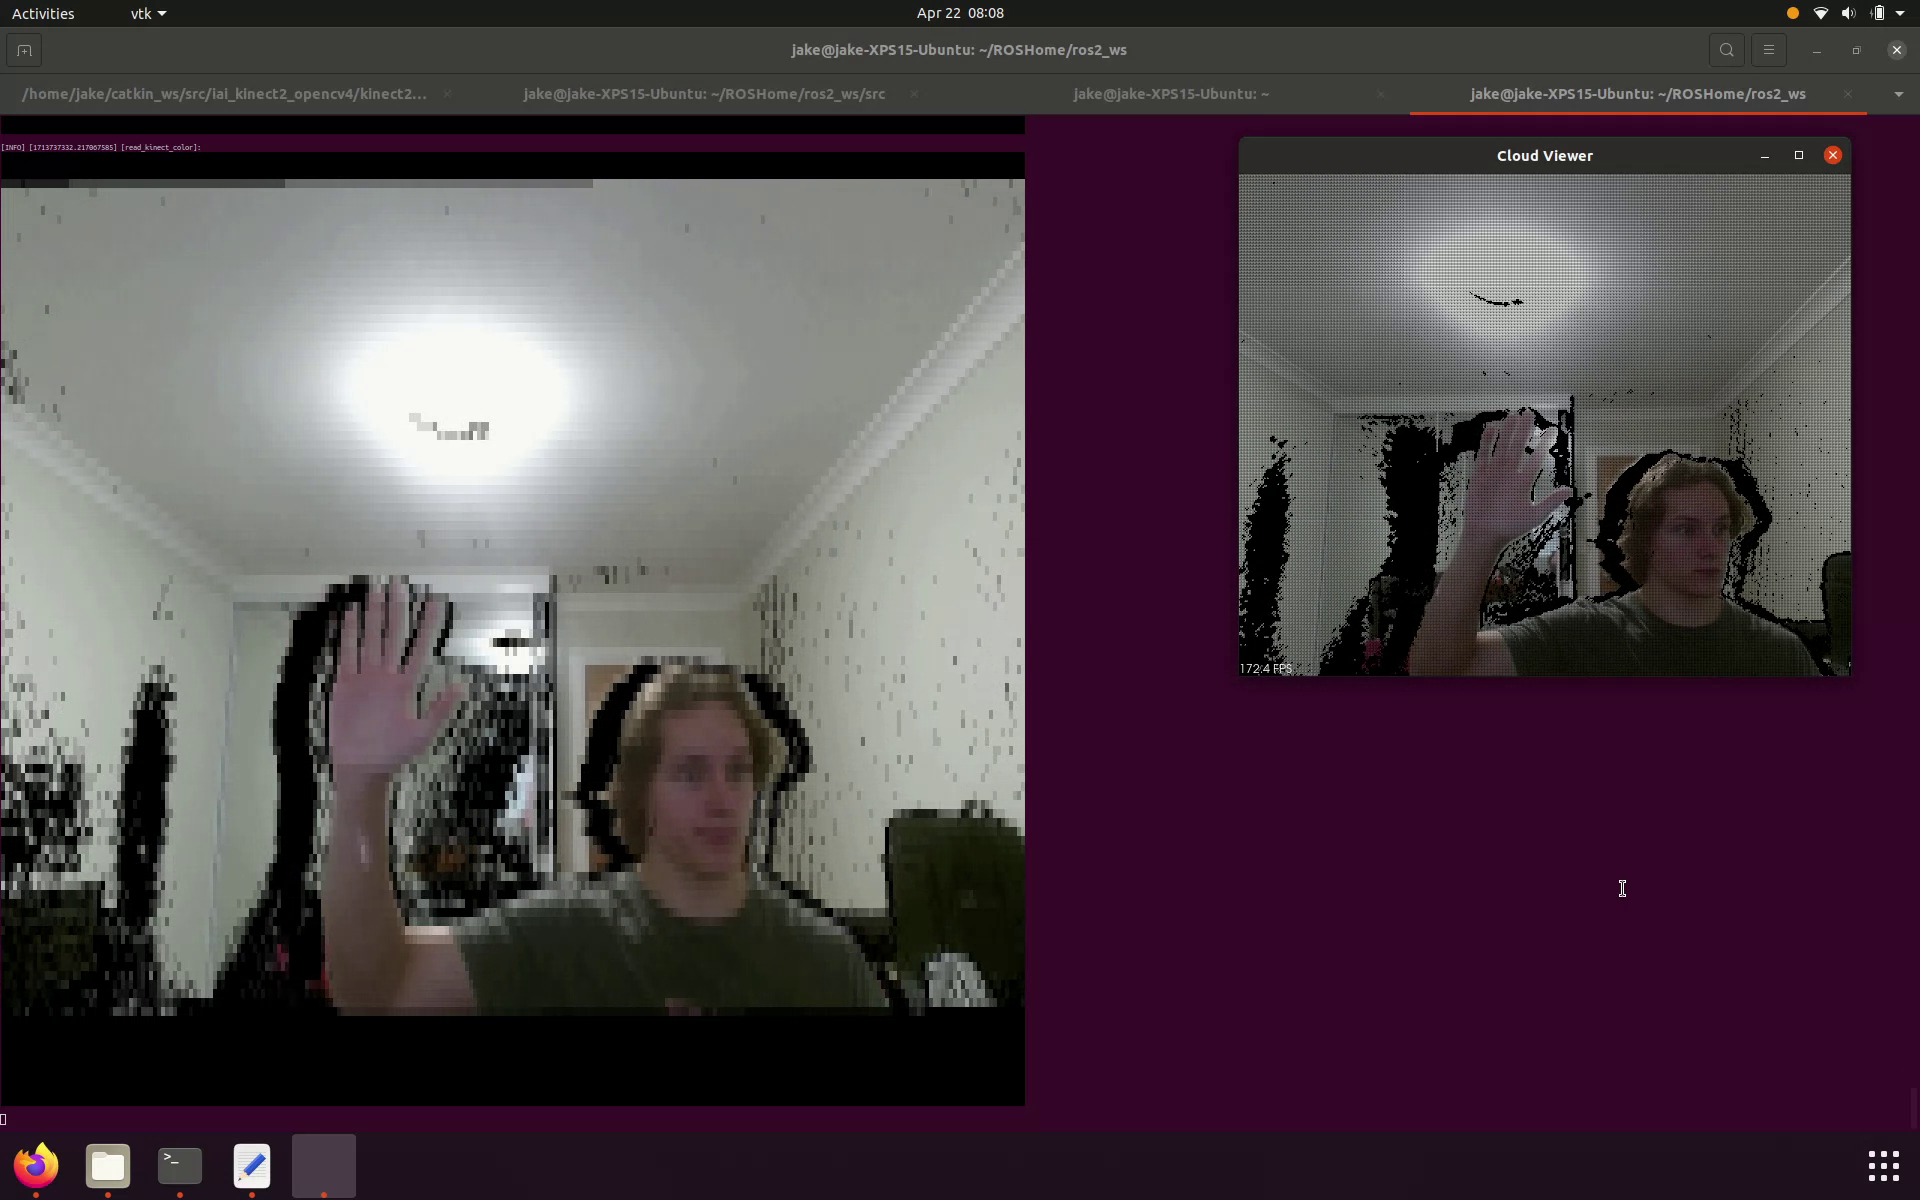 Activities
vtk
Apr 22 08:08
jake@jake-XPS15-Ubuntu: ~/ROSHome/ros2_ws
/home/jake/catkin_ws/src/iai_kinect2_opencv4/kinect2...
jake@jake-XPS15-Ubuntu: ~/ROSHome/ros2_ws/src
jake@jake-XPS15-Ubuntu: ~
jake@jake-XPS15-Ubuntu: ~/ROSHome/ros2_ws
[INFO] [1713737332.217067585] [read_kinect_color]:
Cloud Viewer
172.4 FPS